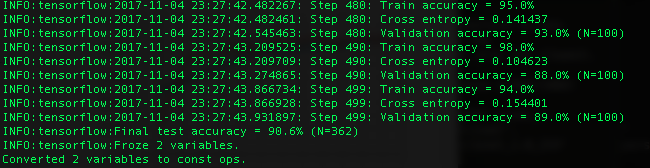 INFO:tensorflow:2017-11-04 23:27:42.482267: Step 480: Train accuracy = 95.0%
INFO:tensorflow:2017-11-04 23:27:42.482461: Step 480: Cross entropy = 0.141437
INFO:tensorflow:2017-11-04 23:27:42.545463: Step 480: Validation accuracy = 93.0% (N=100)
INFO:tensorflow:2017-11-04 23:27:43.209525: Step 490: Train accuracy = 98.0%
INFO:tensorflow:2017-11-04 23:27:43.209709: Step 490: Cross entropy = 0.104623
INFO:tensorflow:2017-11-04 23:27:43.274865: Step 490: Validation accuracy = 88.0% (N=100)
INFO:tensorflow:2017-11-04 23:27:43.866734: Step 499: Train accuracy = 94.0%
INFO:tensorflow:2017-11-04 23:27:43.866928: Step 499: Cross entropy = 0.154401
INFO:tensorflow:2017-11-04 23:27:43.931897: Step 499: Validation accuracy = 89.0% (N=100)
INFO:tensorflow:Final test accuracy = 90.6% (N=362)
INFO:tensorflow:Froze 2 variables.
Converted 2 variables to const ops.